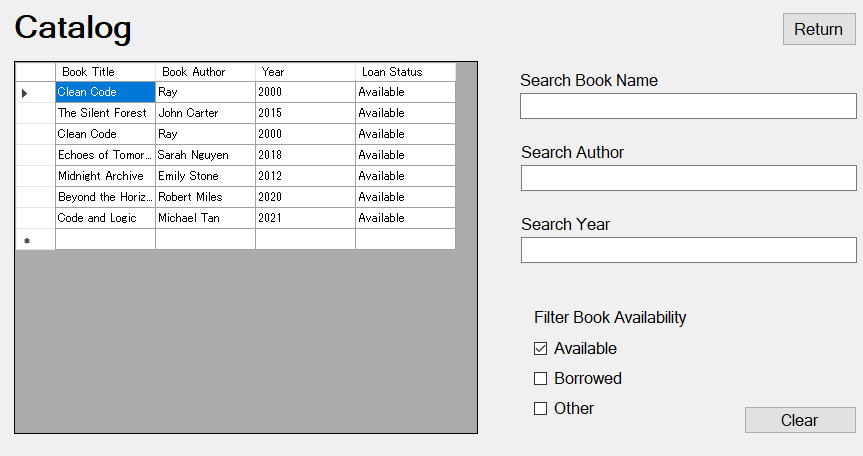 Catalog
Return
Book Title Book Author Year Loan Status
Clean Code Ray 2000 Available
The Silent Forest John Carter 2015 Available
Clean Code Ray 2000 Available
Echoes of Tomor... Sarah Nguyen 2018 Available
Midnight Archive Emily Stone 2012 Available
Beyond the Horiz... Robert Miles 2020 Available
Code and Logic Michael Tan 2021 Available
Search Book Name
Search Author
Search Year
Filter Book Availability
Available
Borrowed
Other
Clear